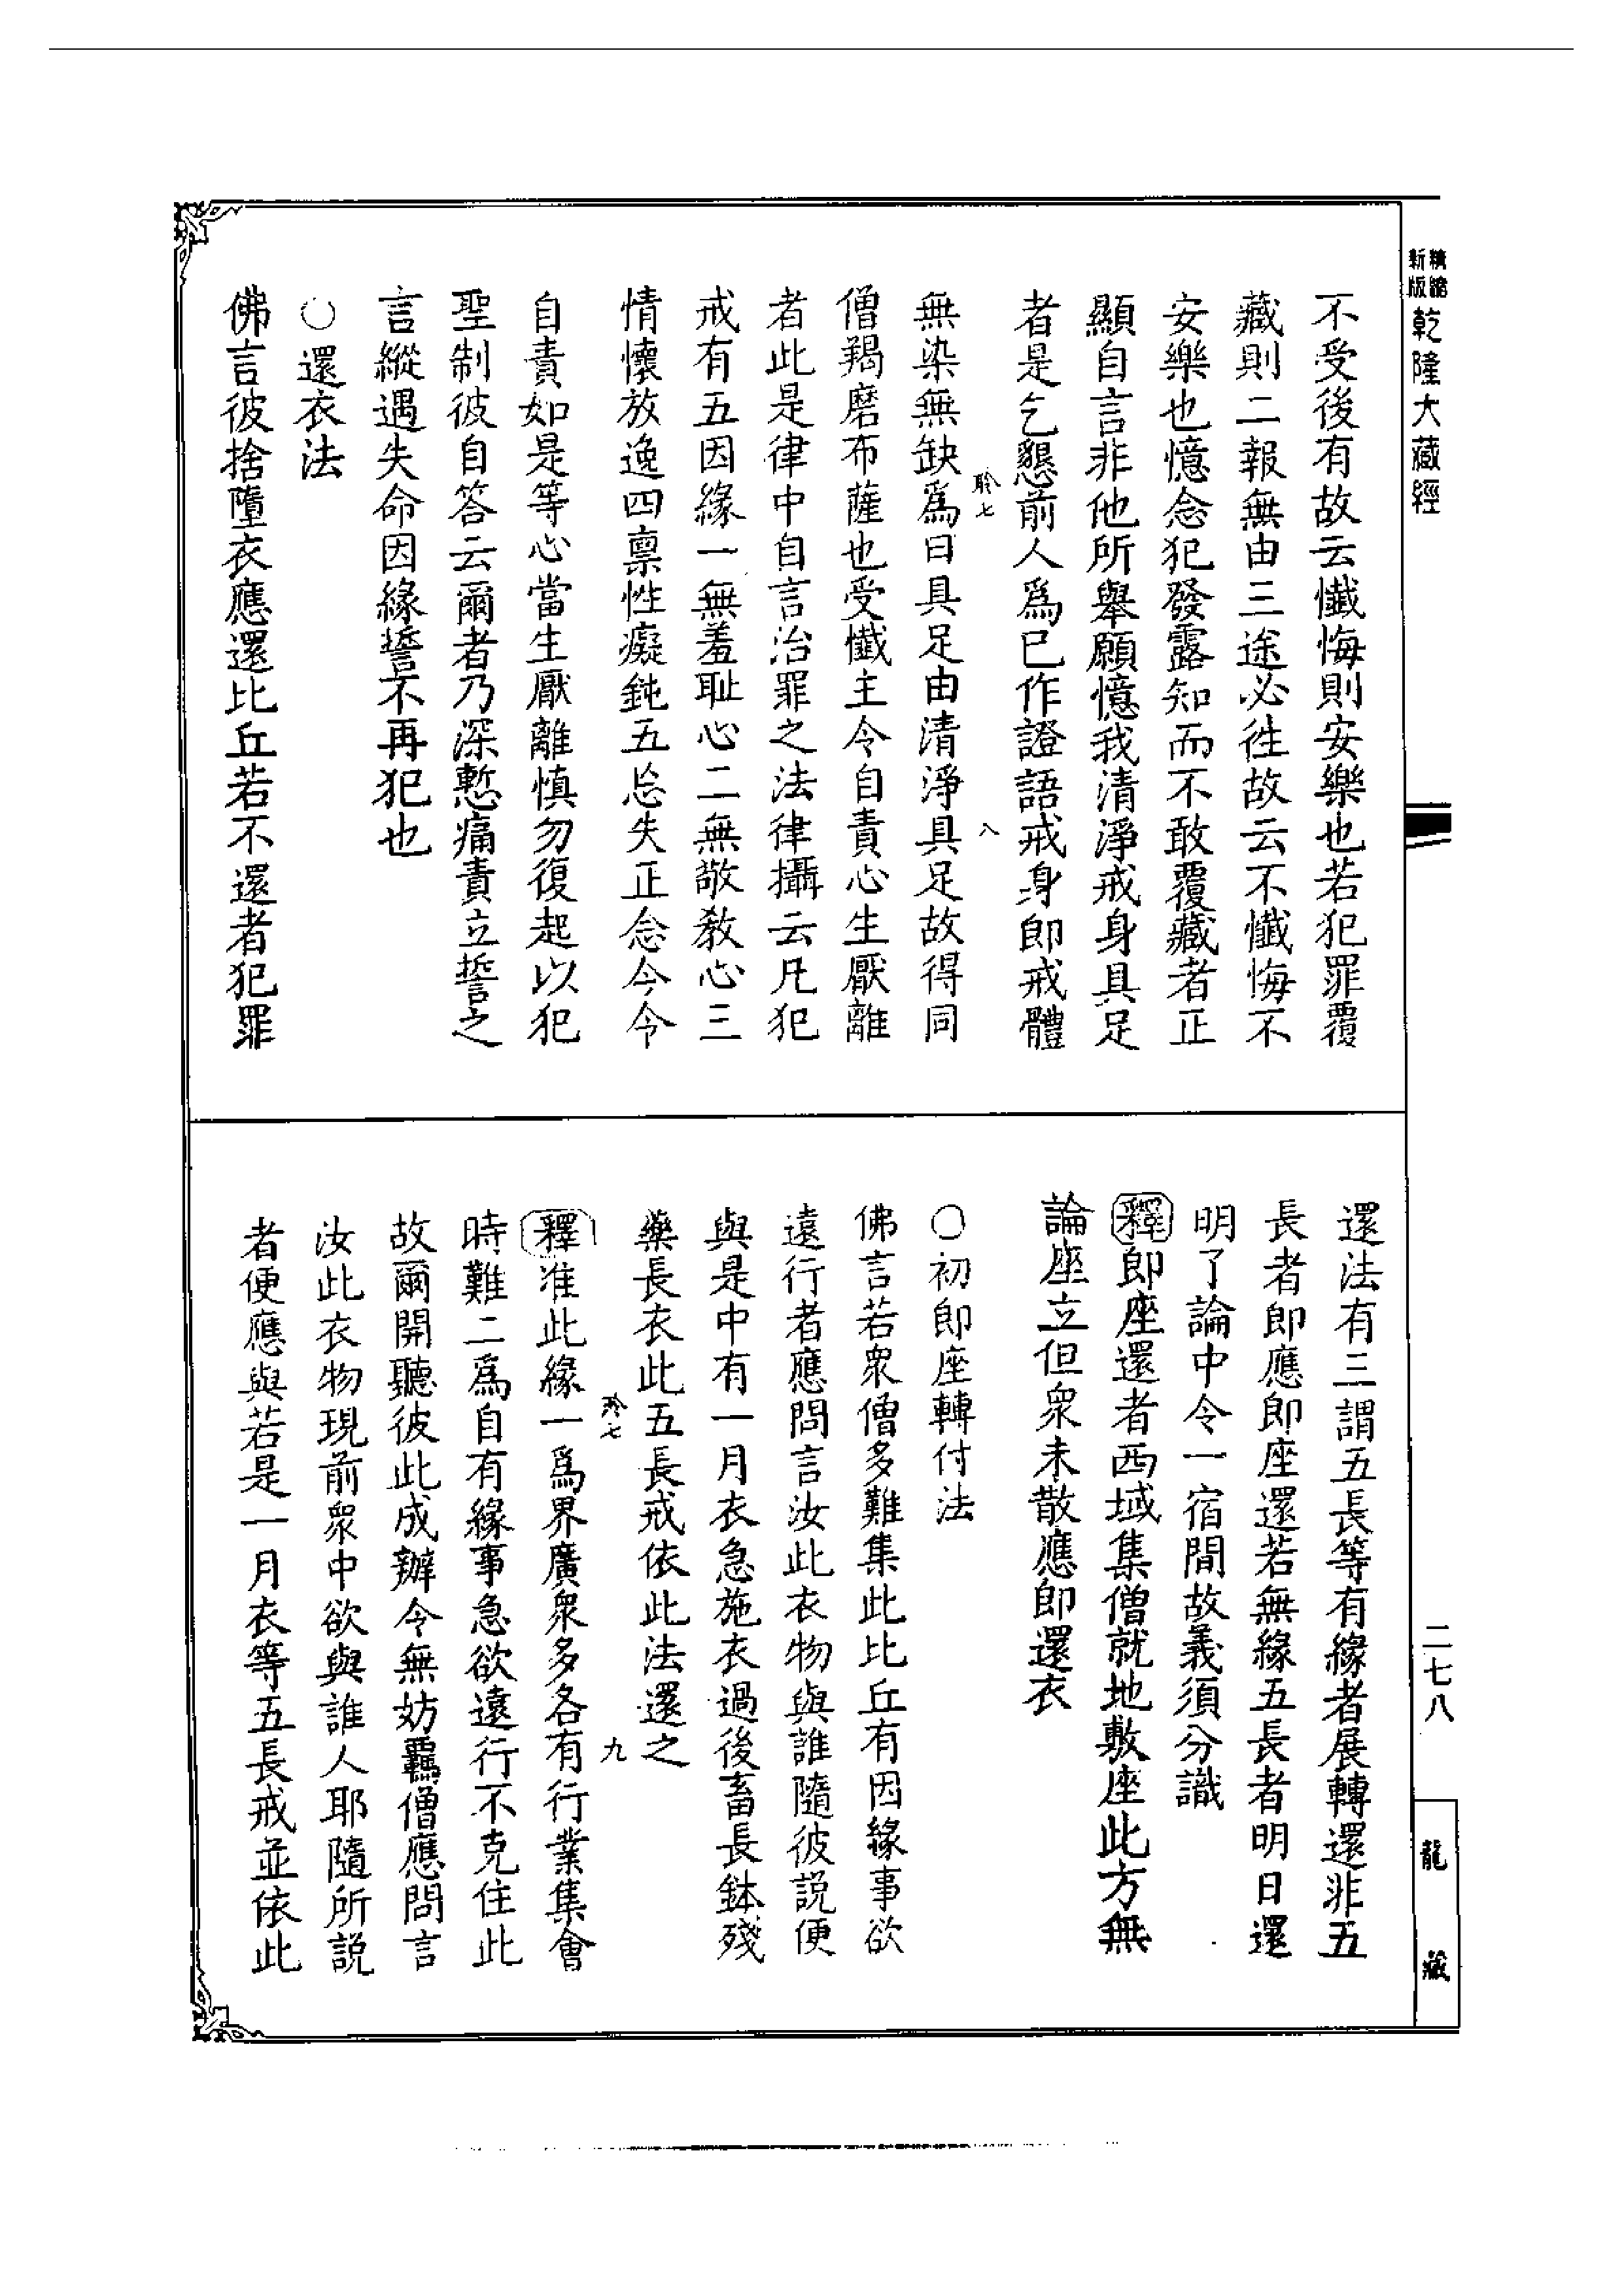 精縮新版乾隆大藏經
不受後有故云懺悔則安樂也若犯罪覆
藏則二報無由三途必徃故云不懺悔不
安樂也憶念犯發露知而不敢覆藏者正
顯自言非他所舉願憶我清淨戒身具足
者是乞懇前人爲巳作證語戒身即戒體
聆七
八
無染無缺爲曰具足由清淨具足故得同
僧羯磨布薩也受懺主令自責心生厭離
者此是律中自言治罪之法律攝云凡犯
戒有五因緣一無羞耻心二無敬教心三
情懷放逸四禀性癡鈍五忘失正念今令
自責如是等心當生厭離慎勿復起以犯
聖制彼自答云爾者乃深慙痛責立誓之
言縱遇失命因緣誓不再犯也
○還衣法
佛言彼捨墮衣應還比丘若不還者犯罪
還法有三謂五長等有緣者展轉還非五
長者即應即座還若無緣五長者明日還
明了論中令一宿間故義須分識
釋即座還者西域集僧就地敷座此方無
論座立但衆未散應即還衣
○初即座轉付法
佛言若衆僧多難集此比丘有因緣事欲
遠行者應問言汝此衣物與誰隨彼説便
與是中有一月衣急施衣過後畜長鉢殘
藥長衣此五長戒依此法還之
聆七
九
釋准此緣一爲界廣衆多各有行業集會
時難二爲自有緣事急欲遠行不克住此
故爾開聽彼此成辦令無妨羈僧應問言
汝此衣物現前衆中欲與誰人耶隨所説
者便應與若是一月衣等五長戒並依此
二七八
龍藏